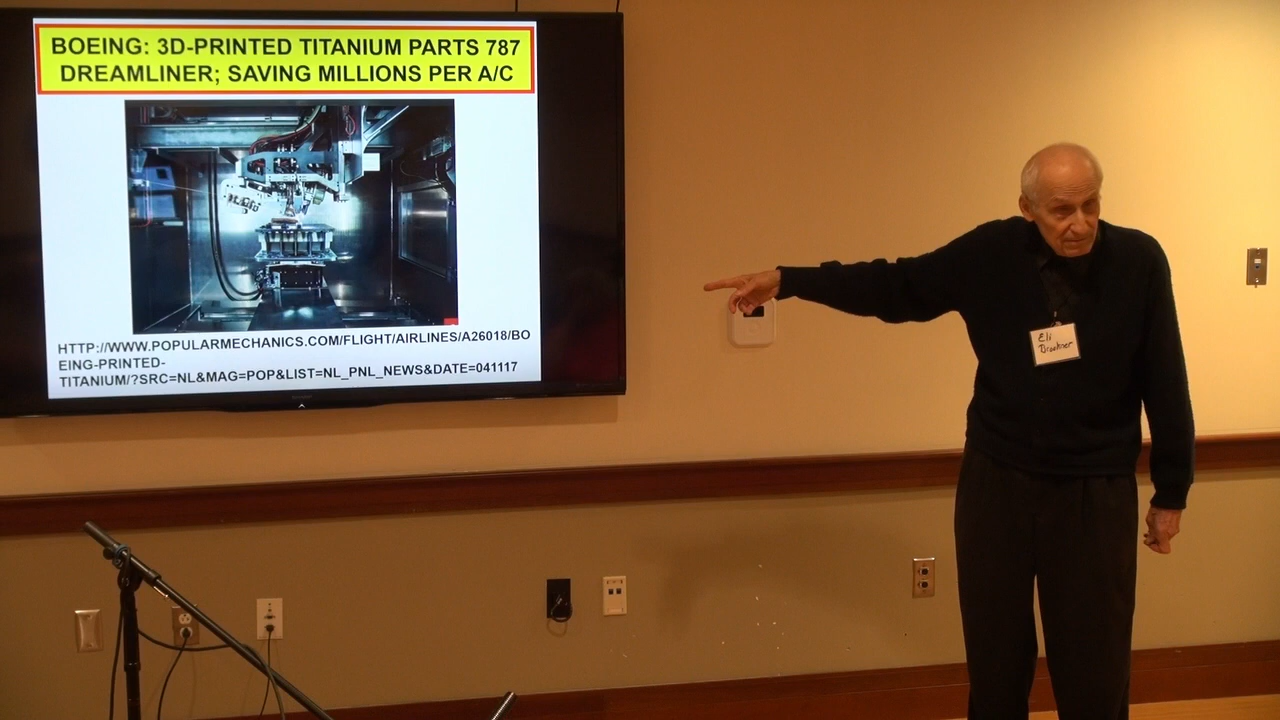 BOEING: 3D-PRINTED TITANIUM PARTS 787
DREAMLINER; SAVING MILLIONS PER A/C
HTTP://WWW.POPULARMECHANICS.COM/FLIGHT/AIRLINES/A26018/BO
EING-PRINTED-
TITANIUM/?SRC=NL&MAG=POP&LIST=NL_PNL_NEWS&DATE=041117
Eli